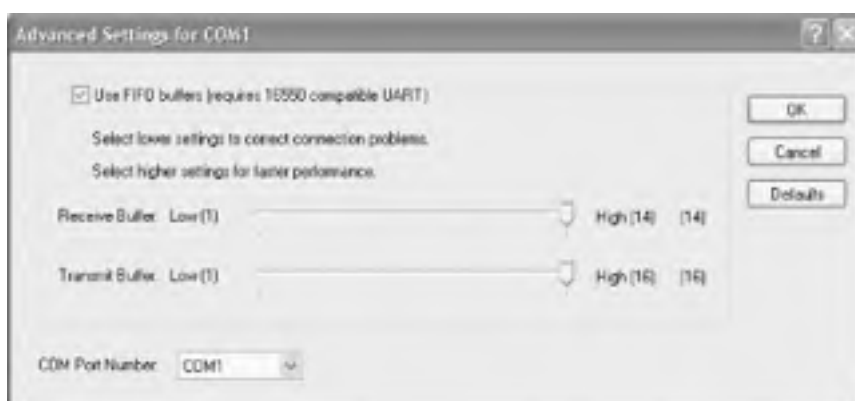 Advanced Settings for COM1
Use FIFO buffers (requires 16550 compatible UART)
Select lower settings to correct connection problems.
Select higher settings for faster performance.
Receive Buffer: Low (1) High (14) (14)
Transmit Buffer: Low (1) High (16) (16)
COM Port Number: COM1
OK
Cancel
Defaults